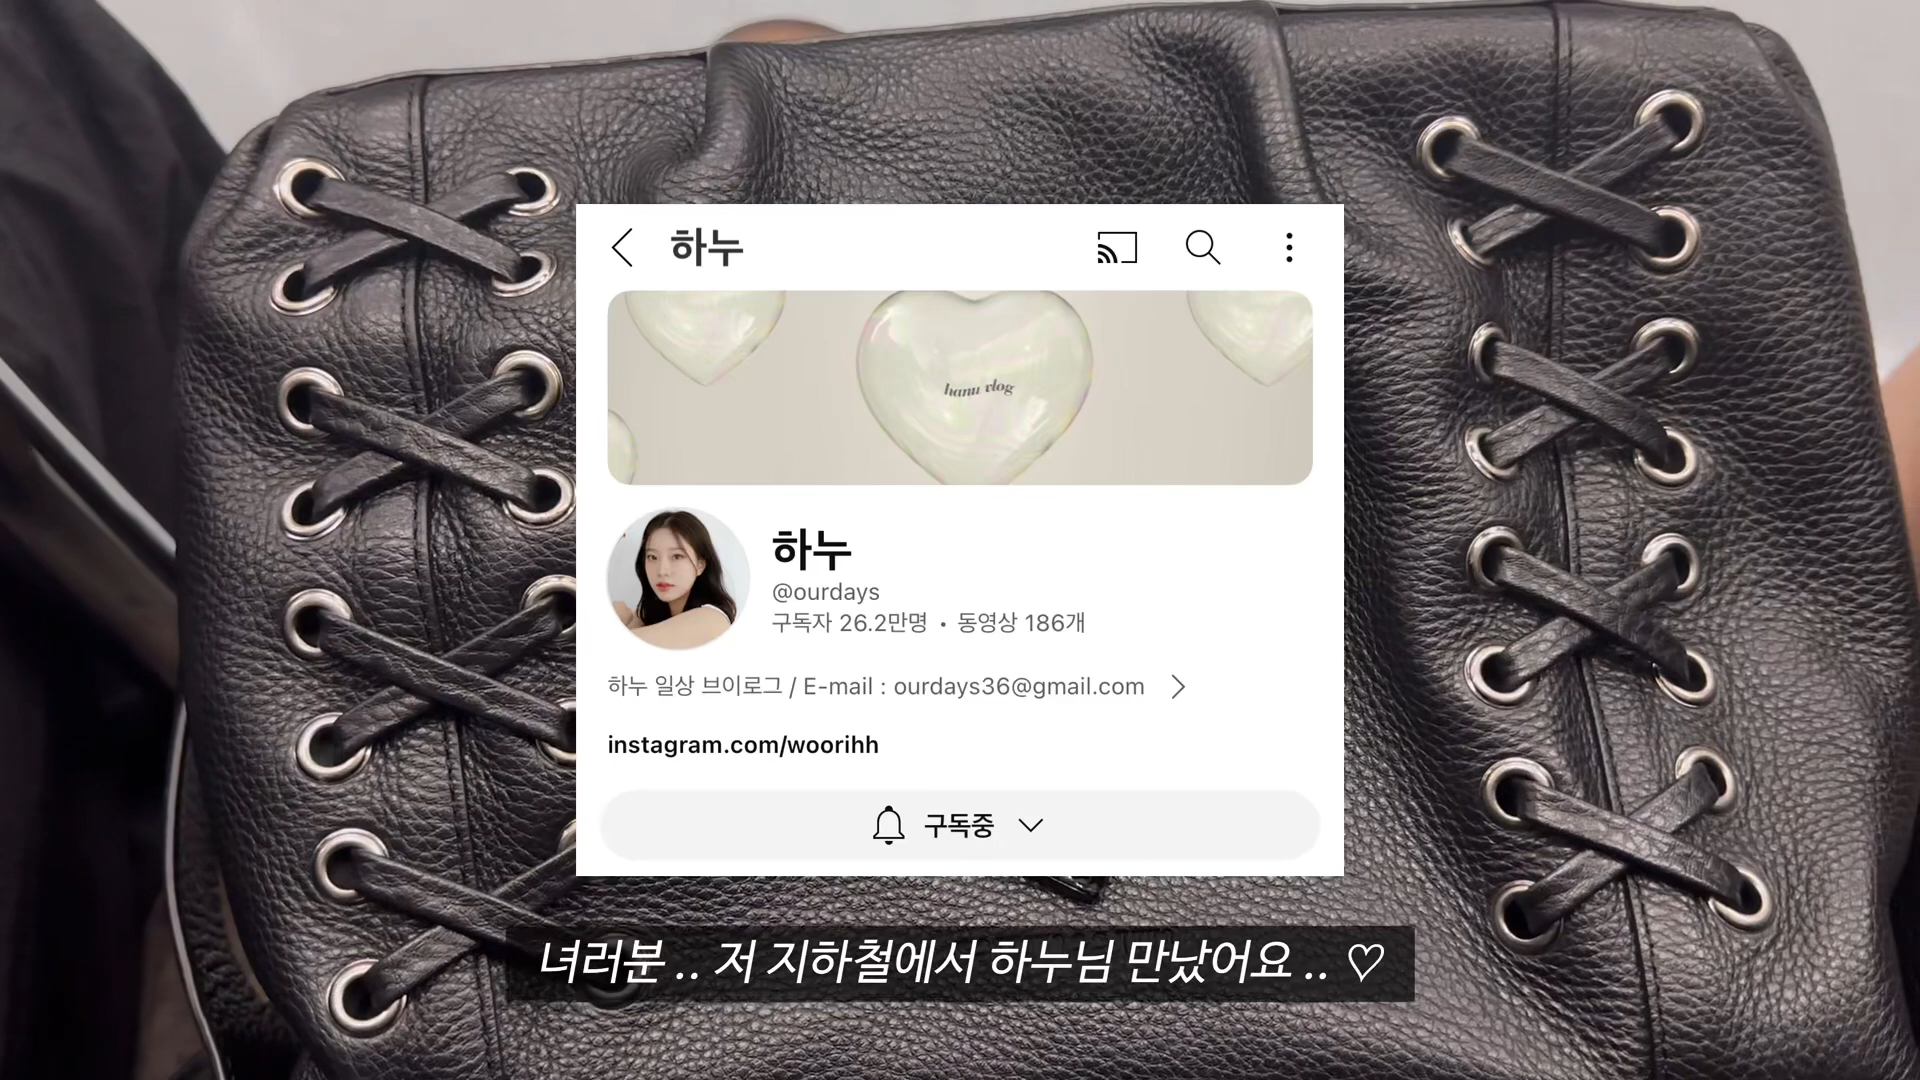 하누
hanu vlog
하누
@ourdays
구독자 26.2만명 • 동영상 186개
하누 일상 브이로그 / E-mail : ourdays36@gmail.com
instagram.com/woorihh
구독중
녀러분 .. 저 지하철에서 하누님 만났어요 .. ♡